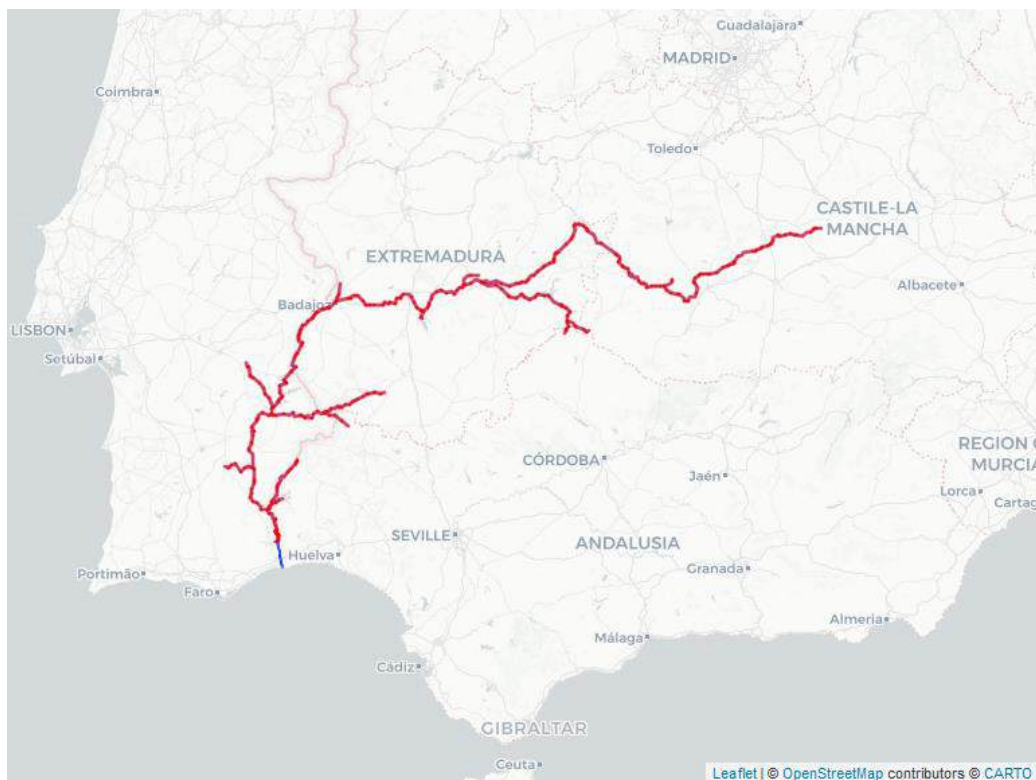 Guadalajara
MADRID
Coimbra
Toledo
CASTILE-LA
MANCHA
EXTREMADURA
Albacete
Badajoz
LISBON
Setúbal
REGION O
MURCIA
CÓRDOBA
Jaén
Lorca
Cartag
SEVILLE
ANDALUSIA
Huelva
Granada
Portimão
Faro
Almeria
Málaga
Cádiz
GIBRALTAR
Ceuta
Leaflet | © OpenStreetMap contributors © CARTO